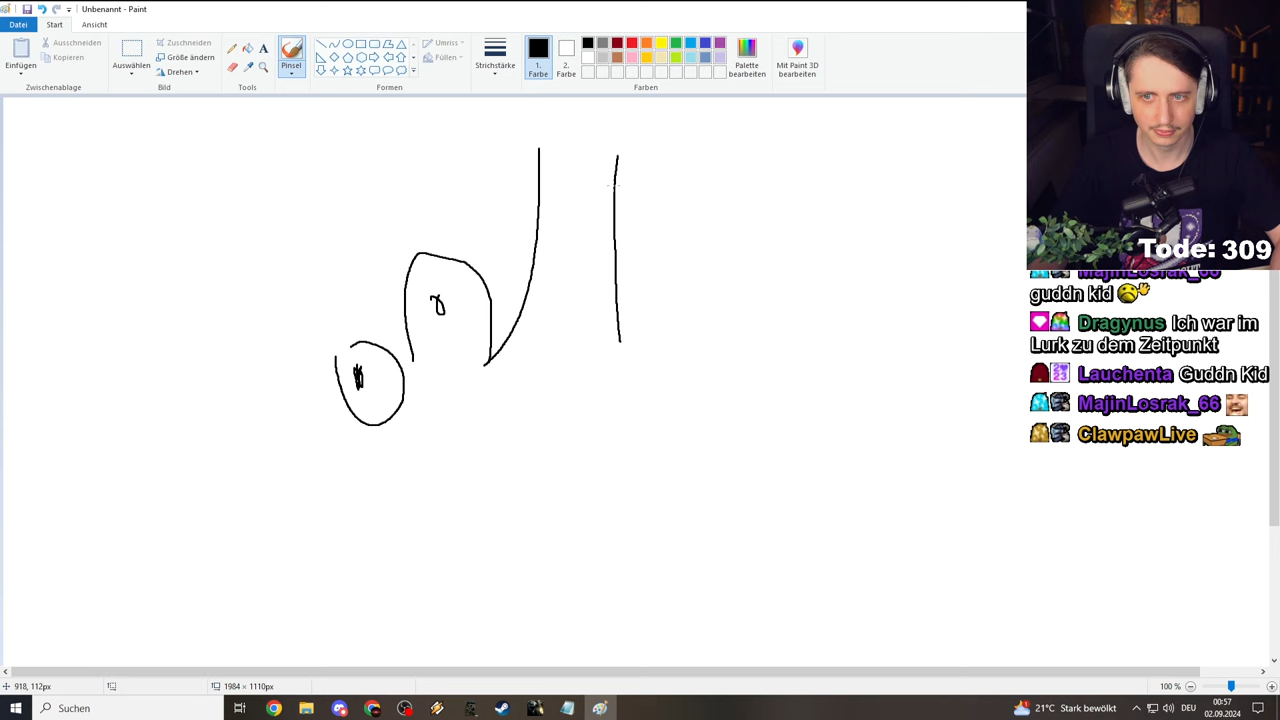 Unbenannt - Paint
Datei Start Ansicht
Einfügen
Ausschneiden
Kopieren
Zwischenablage
Auswählen
Zuschneiden
Größe ändern
Drehen
Bild
Tools
Pinsel
Umriss
Füllen
Formen
Strichstärke
1. Farbe
2. Farbe
Farben
Palette bearbeiten
Mit Paint 3D bearbeiten
Tode: 309
MajinLosrak_66
guddn kid
Dragynus Ich war im
Lurk zu dem Zeitpunkt
Lauchenta Guddn Kid
MajinLosrak_66
ClawpawLive
918, 112px
1984 × 1110px
100 %
Suchen
21°C Stark bewölkt
DEU
00:57
02.09.2024